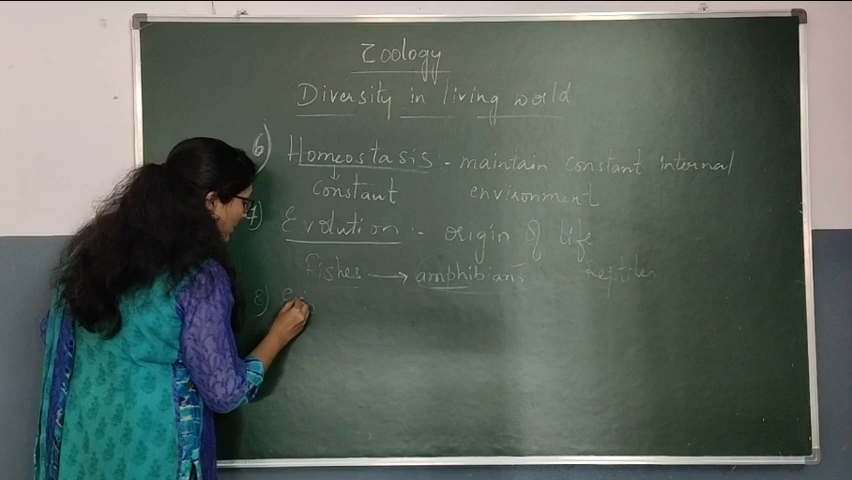 Zoology
Diversity in living world
6) Homeostasis :- maintain constant internal
constant environment
7) Evolution :- origin of life
Fishes → amphibians Reptiles
8)